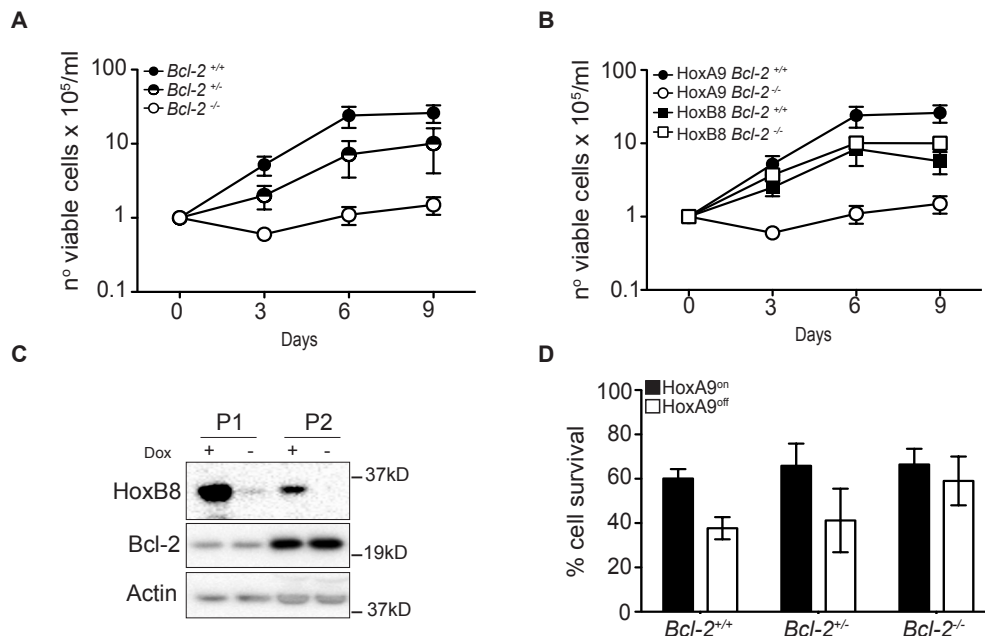 A
nº viable cells x 10⁵/ml
100
10
1
0.1
Bcl-2 +/+
Bcl-2 +/-
Bcl-2 -/-
0 3 6 9
Days
B
nº viable cells x 10⁵/ml
100
10
1
0.1
HoxA9 Bcl-2 +/+
HoxA9 Bcl-2 -/-
HoxB8 Bcl-2 +/+
HoxB8 Bcl-2 -/-
0 3 6 9
Days
C
P1 P2
Dox + - + -
HoxB8
37kD
Bcl-2
19kD
Actin
37kD
D
% cell survival
100
80
60
40
20
0
HoxA9on
HoxA9off
Bcl-2+/+ Bcl-2+/- Bcl-2-/-